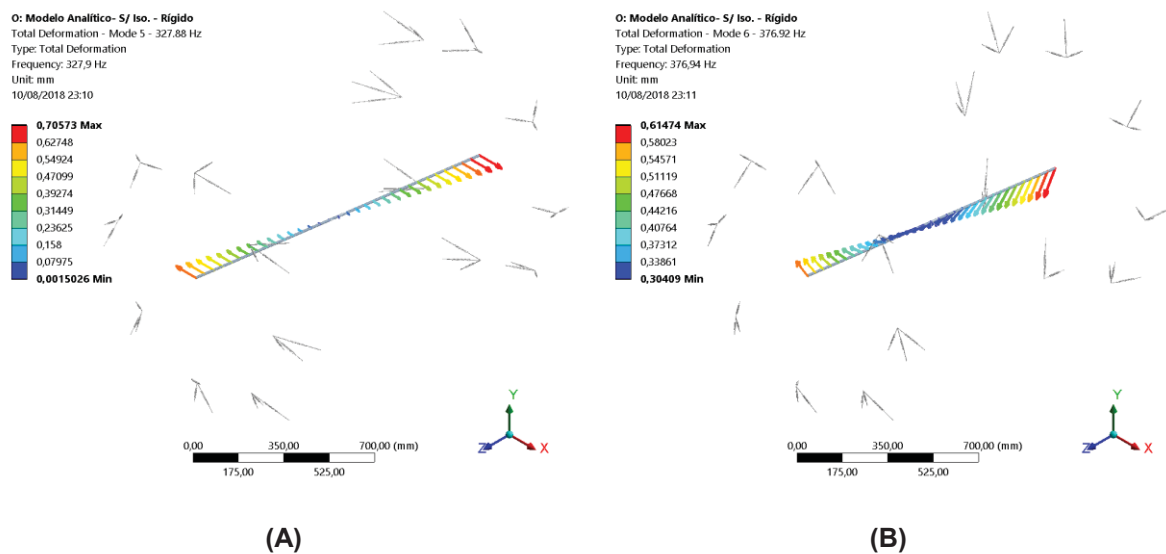 O: Modelo Analítico- S/ Iso. - Rígido
Total Deformation - Mode 5 - 327.88 Hz
Type: Total Deformation
Frequency: 327,9 Hz
Unit: mm
10/08/2018 23:10
0,70573 Max
0,62748
0,54924
0,47099
0,39274
0,31449
0,23625
0,158
0,07975
0,0015026 Min
Y
Z
X
0,00
350,00
700,00 (mm)
175,00
525,00
(A)
O: Modelo Analítico- S/ Iso. - Rígido
Total Deformation - Mode 6 - 376.92 Hz
Type: Total Deformation
Frequency: 376,94 Hz
Unit: mm
10/08/2018 23:11
0,61474 Max
0,58023
0,54571
0,51119
0,47668
0,44216
0,40764
0,37312
0,33861
0,30409 Min
Y
Z
X
0,00
350,00
700,00 (mm)
175,00
525,00
(B)